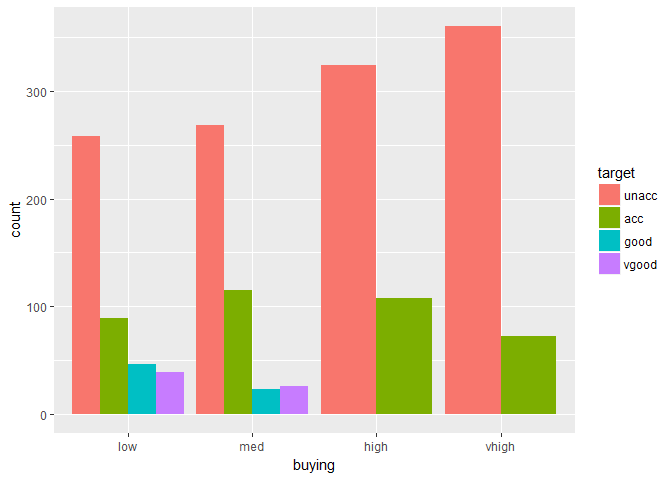 300
200
100
0
count
low med high vhigh
buying
target
unacc
acc
good
vgood